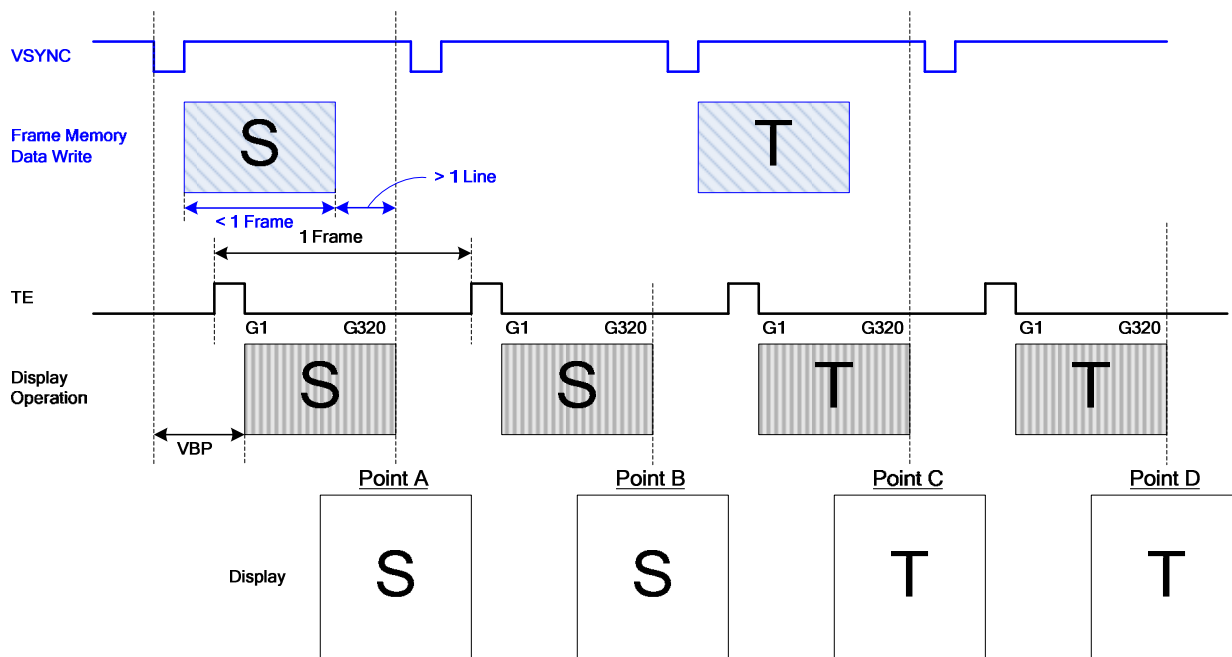 VSYNC
Frame Memory
Data Write
S
T
> 1 Line
< 1 Frame
1 Frame
TE
G1 G320 G1 G320 G1 G320 G1 G320
Display
Operation
S S T T
VBP
Point A Point B Point C Point D
Display
S S T T